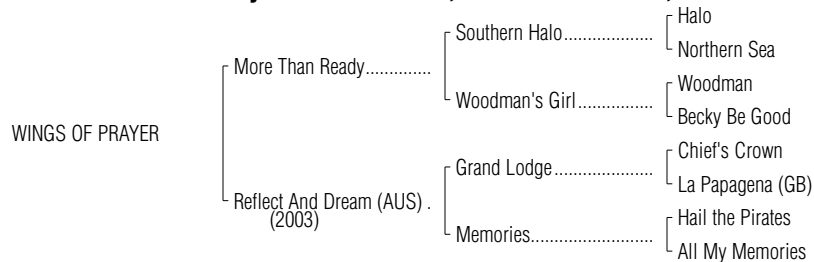 Halo
Southern Halo....................
Northern Sea
More Than Ready..............
Woodman
Woodman's Girl.................
Becky Be Good
WINGS OF PRAYER
Chief's Crown
Grand Lodge......................
La Papagena (GB)
Reflect And Dream (AUS) .
(2003)
Hail the Pirates
Memories............................
All My Memories